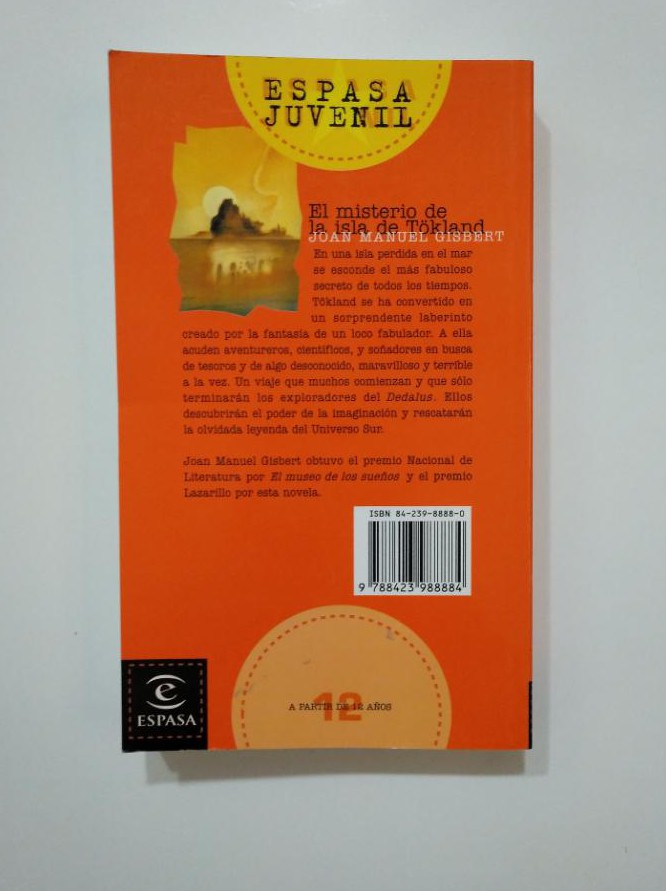 ESPASA
JUVENIL
El misterio de
la isla de Tökland
JOAN MANUEL GISBERT
En una isla perdida en el mar
se esconde el más fabuloso
secreto de todos los tiempos.
Tökland se ha convertido en
un sorprendente laberinto
creado por la fantasía de un loco fabulador. A ella
acuden aventureros, científicos, y soñadores en busca
de tesoros y de algo desconocido, maravilloso y terrible
a la vez. Un viaje que muchos comienzan y que sólo
terminarán los exploradores del Dedalus. Ellos
descubrirán el poder de la imaginación y rescatarán
la olvidada leyenda del Universo Sur.
Joan Manuel Gisbert obtuvo el premio Nacional de
Literatura por El museo de los sueños y el premio
Lazarillo por esta novela.
ISBN 84-239-8888-0
9 788423 988884
12
A PARTIR DE 12 AÑOS
e
ESPASA